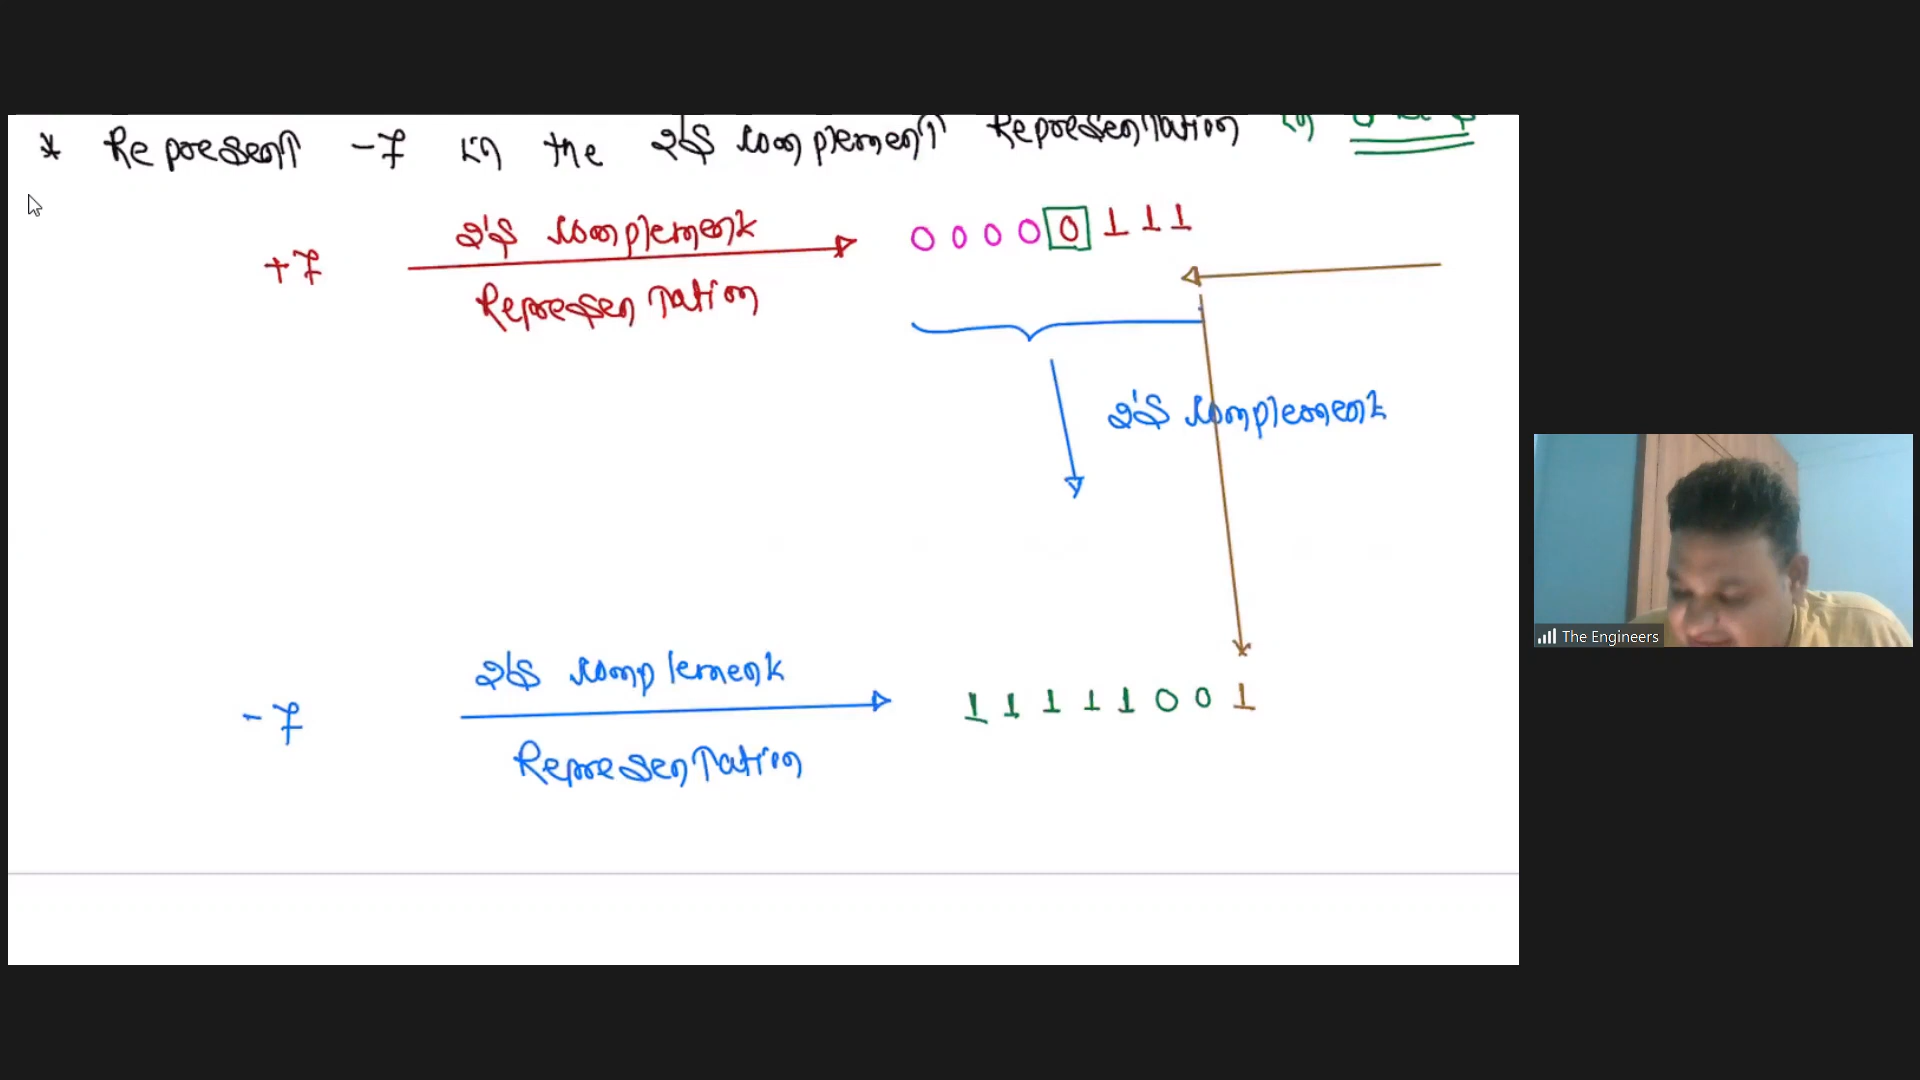 * Represent -7 in the 2's complement Representation in
2's complement
+7 0 0 0 0 0 1 1 1
Representation
2's complement
2's complement
-7 1 1 1 1 1 0 0 1
Representation
The Engineers